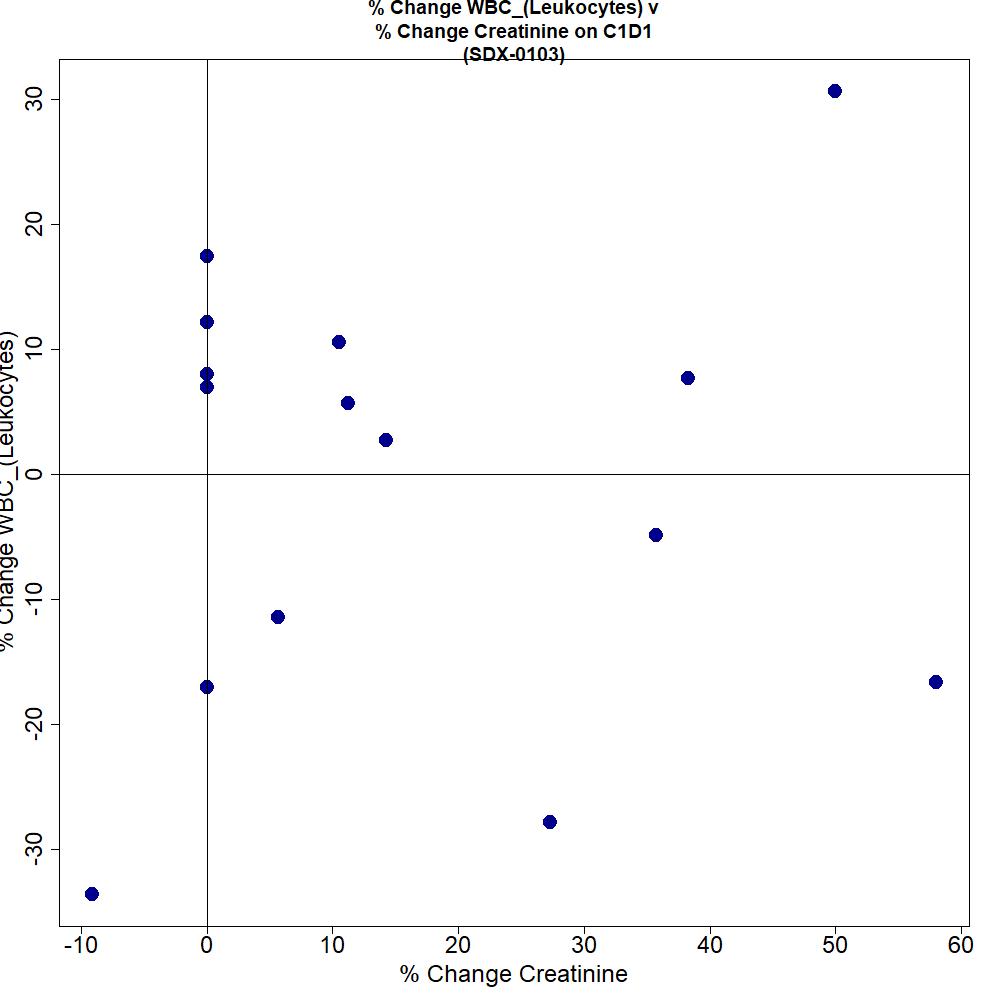 % Change WBC_(Leukocytes) v
% Change Creatinine on C1D1
(SDX-0103)
30
20
10
0
-10
-20
-30
% Change WBC_(Leukocytes)
-10 0 10 20 30 40 50 60
% Change Creatinine